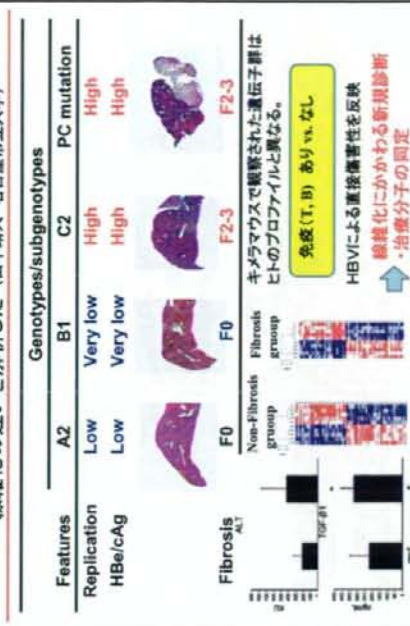 Genotypes/subgenotypes
Features A2 B1 C2 PC mutation
Replication Low Very low High High
HBe/cAg Low Very low High High
Fibrosis F0 F0 F2-3 F2-3
ALT
TGF-β1
Non-Fibrosis gruoup
Fibrosis gruoup
キメラマウスで観察された遺伝子群は
ヒトのプロファイルと異なる。
免疫(T, B) あり vs. なし
HBVによる直接傷害性を反映
線維化にかかわる新規診断
・治療分子の同定